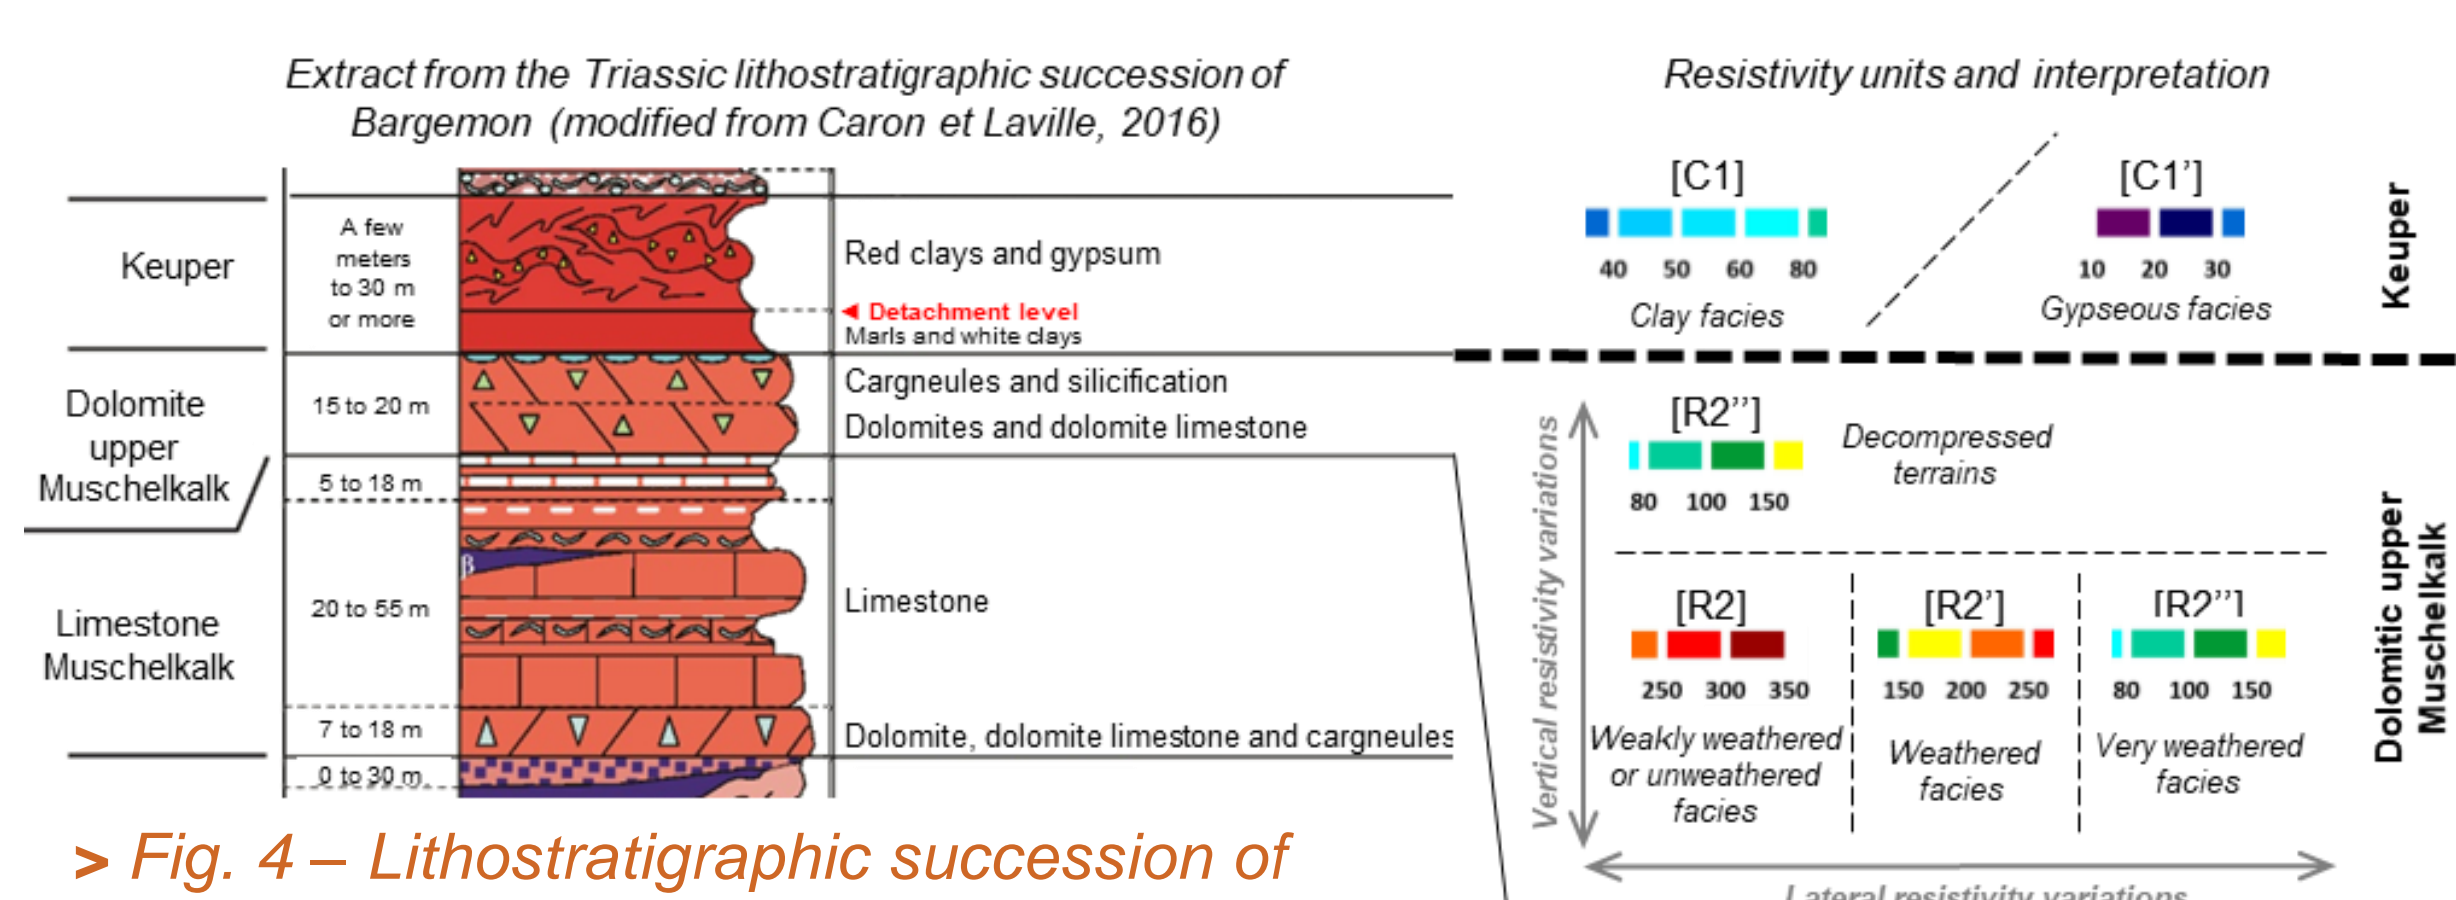 Extract from the Triassic lithostratigraphic succession of
Bargemon (modified from Caron et Laville, 2016)
Keuper
A few
meters
to 30 m
or more
Red clays and gypsum
◄ Detachment level
Marls and white clays
Dolomite
upper
Muschelkalk
15 to 20 m
Cargneules and silicification
Dolomites and dolomite limestone
5 to 18 m
β
Limestone
Muschelkalk
20 to 55 m
Limestone
7 to 18 m
Dolomite, dolomite limestone and cargneules
0 to 30 m
> Fig. 4 – Lithostratigraphic succession of
Resistivity units and interpretation
[C1]
40 50 60 80
Clay facies
[C1’]
10 20 30
Gypseous facies
Keuper
[R2’’]
80 100 150
Decompressed
terrains
Vertical resistivity variations
[R2]
250 300 350
Weakly weathered
or unweathered
facies
[R2’]
150 200 250
Weathered
facies
[R2’’]
80 100 150
Very weathered
facies
Dolomitic upper
Muschelkalk
Lateral resistivity variations